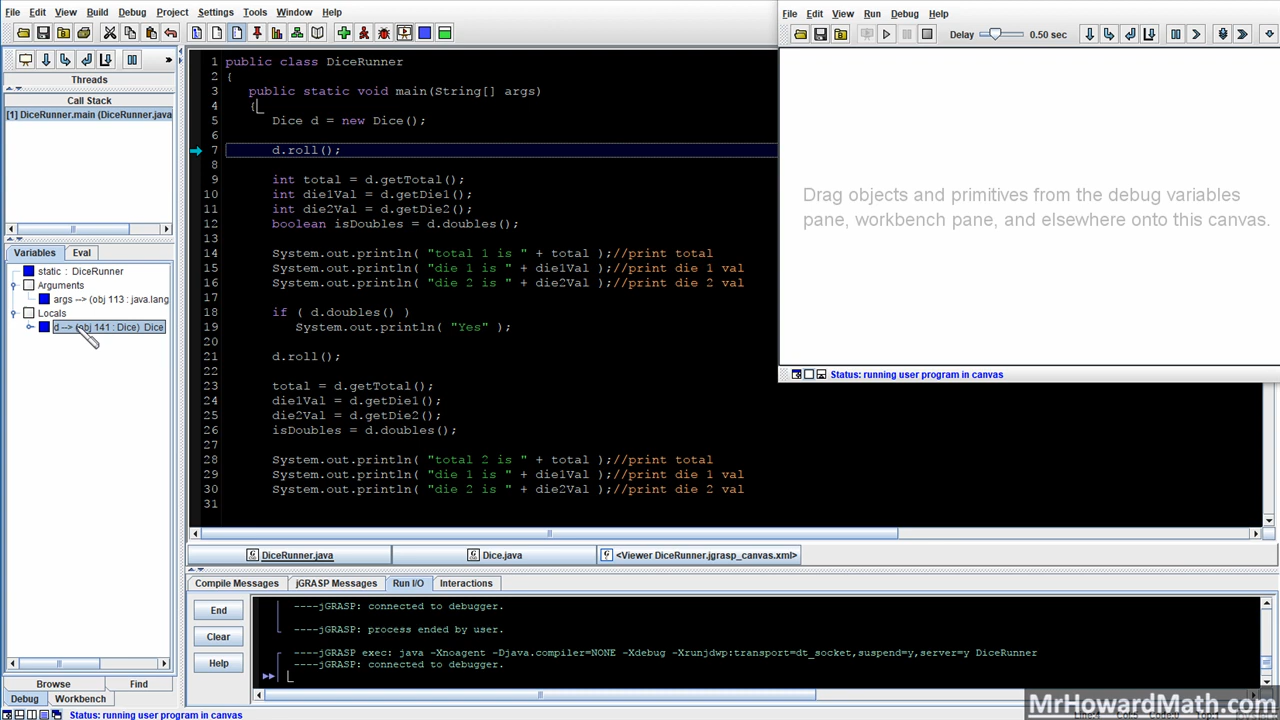 File Edit View Build Debug Project Settings Tools Window Help
Threads
Call Stack
[1] DiceRunner.main (DiceRunner.java
Variables Eval
static : DiceRunner
Arguments
args --> (obj 113 : java.lang
Locals
d --> (obj 141 : Dice) Dice
Browse Find
Debug Workbench
1 public class DiceRunner
2 {
3 public static void main(String[] args)
4 {
5 Dice d = new Dice();
6
7 d.roll();
8
9 int total = d.getTotal();
10 int die1Val = d.getDie1();
11 int die2Val = d.getDie2();
12 boolean isDoubles = d.doubles();
13
14 System.out.println( "total 1 is " + total );//print total
15 System.out.println( "die 1 is " + die1Val );//print die 1 val
16 System.out.println( "die 2 is " + die2Val );//print die 2 val
17
18 if ( d.doubles() )
19 System.out.println( "Yes" );
20
21 d.roll();
22
23 total = d.getTotal();
24 die1Val = d.getDie1();
25 die2Val = d.getDie2();
26 isDoubles = d.doubles();
27
28 System.out.println( "total 2 is " + total );//print total
29 System.out.println( "die 1 is " + die1Val );//print die 1 val
30 System.out.println( "die 2 is " + die2Val );//print die 2 val
31
File Edit View Run Debug Help
Delay 0.50 sec
Drag objects and primitives from the debug variables
pane, workbench pane, and elsewhere onto this canvas.
Status: running user program in canvas
DiceRunner.java Dice.java <Viewer DiceRunner.jgrasp_canvas.xml>
Compile Messages jGRASP Messages Run I/O Interactions
End
Clear
Help
----jGRASP: connected to debugger.
----jGRASP: process ended by user.
----jGRASP exec: java -Xnoagent -Djava.compiler=NONE -Xdebug -Xrunjdwp:transport=dt_socket,suspend=y,server=y DiceRunner
----jGRASP: connected to debugger.
Status: running user program in canvas
MrHowardMath.com